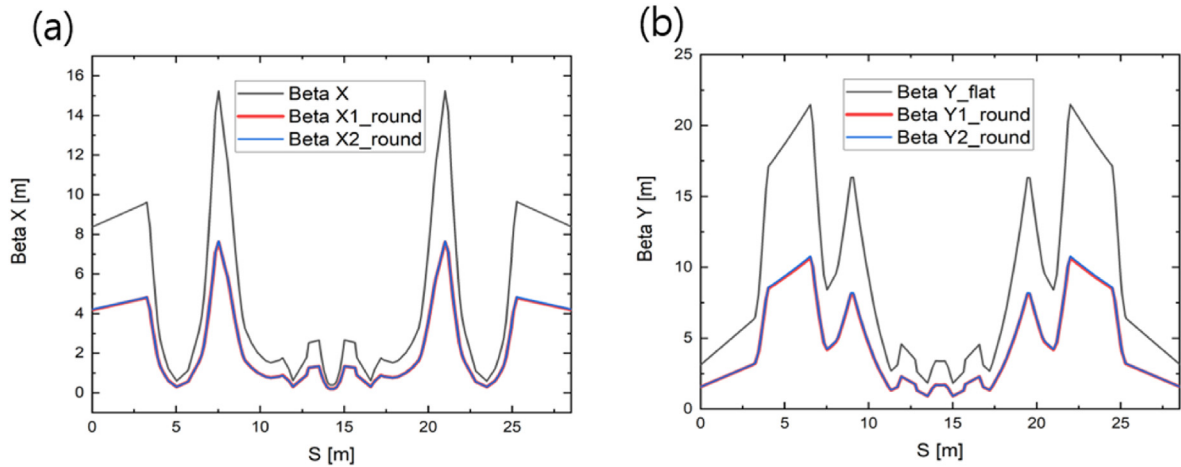 (a)
Beta X [m]
16
14
12
10
8
6
4
2
0
Beta X
Beta X1_round
Beta X2_round
0 5 10 15 20 25
S [m]
(b)
Beta Y [m]
25
20
15
10
5
0
Beta Y_flat
Beta Y1_round
Beta Y2_round
0 5 10 15 20 25
S [m]